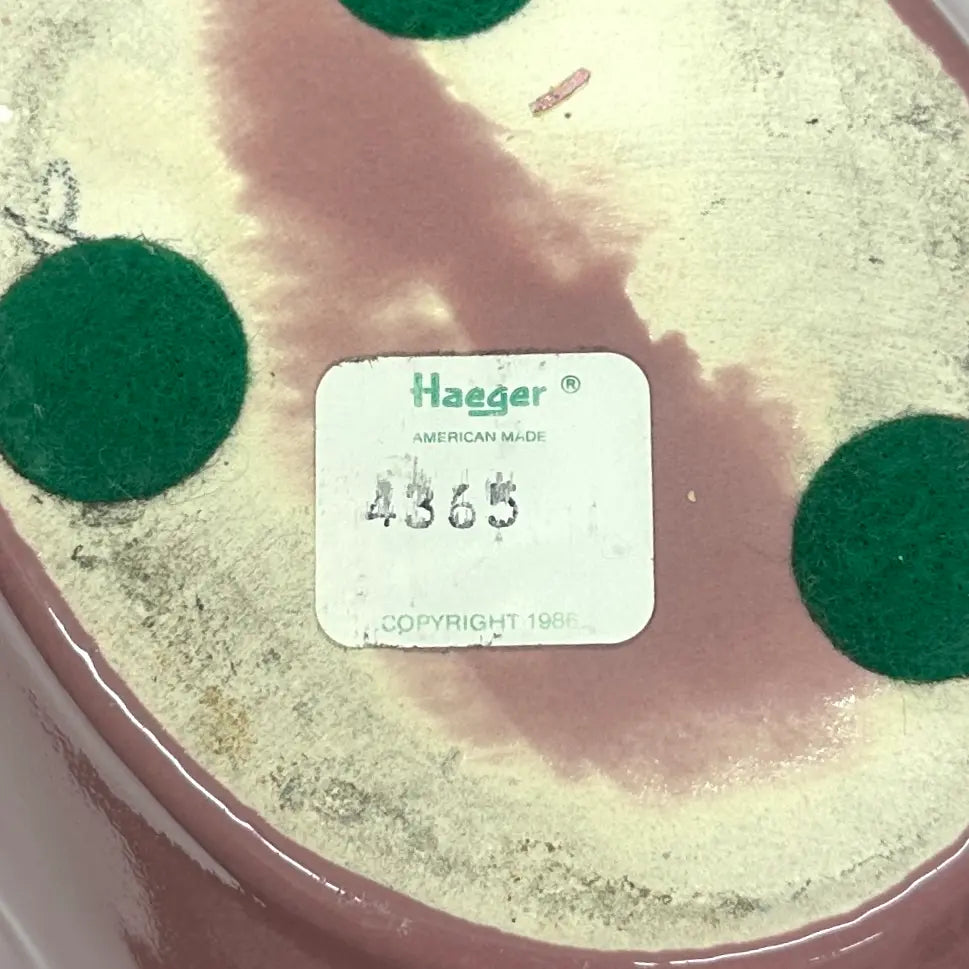 Haeger ®
AMERICAN MADE
4365
COPYRIGHT 1986